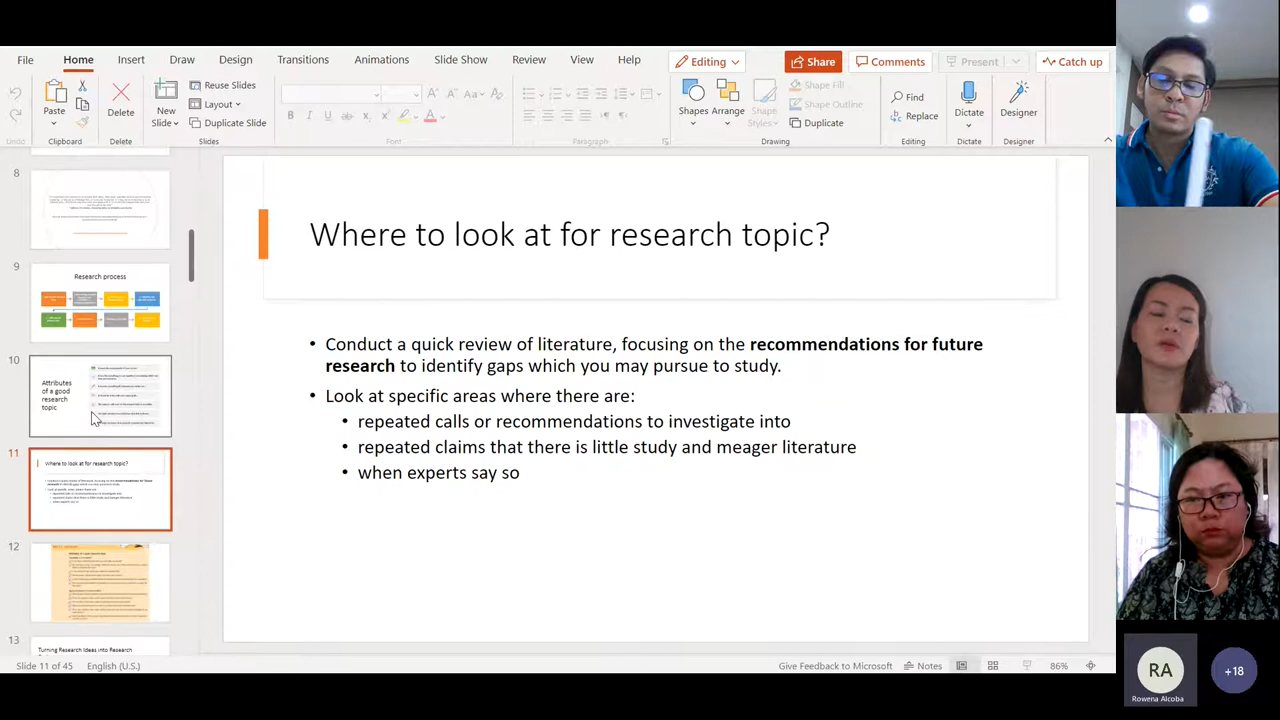 File Home Insert Draw Design Transitions Animations Slide Show Review View Help Editing Share Comments Present Catch up
Paste
Delete
New Slide
Reuse Slides
Layout
Duplicate Slide
Shapes
Arrange
Shape Styles
Shape Fill
Shape Outline
Duplicate
Find
Replace
Dictate
Designer
Undo Clipboard Delete Slides Font Paragraph Drawing Editing Dictate Designer
8
9
Research process
10
Attributes
of a good
research
topic
11
Where to look at for research topic?
12
13
Turning Research Ideas into Research
Where to look at for research topic?
• Conduct a quick review of literature, focusing on the recommendations for future
research to identify gaps which you may pursue to study.
• Look at specific areas where there are:
• repeated calls or recommendations to investigate into
• repeated claims that there is little study and meager literature
• when experts say so
Slide 11 of 45 English (U.S.) Give Feedback to Microsoft Notes 86%
RA
Rowena Alcoba
+18